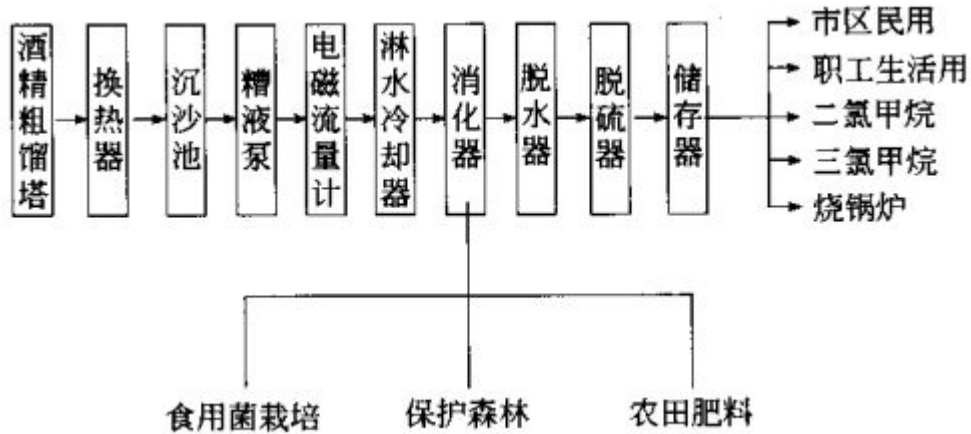 酒精粗馏塔
换热器
沉沙池
糟液泵
电磁流量计
淋水冷却器
消化器
脱水器
脱硫器
储存器
市区民用
职工生活用
二氯甲烷
三氯甲烷
烧锅炉
食用菌栽培
保护森林
农田肥料